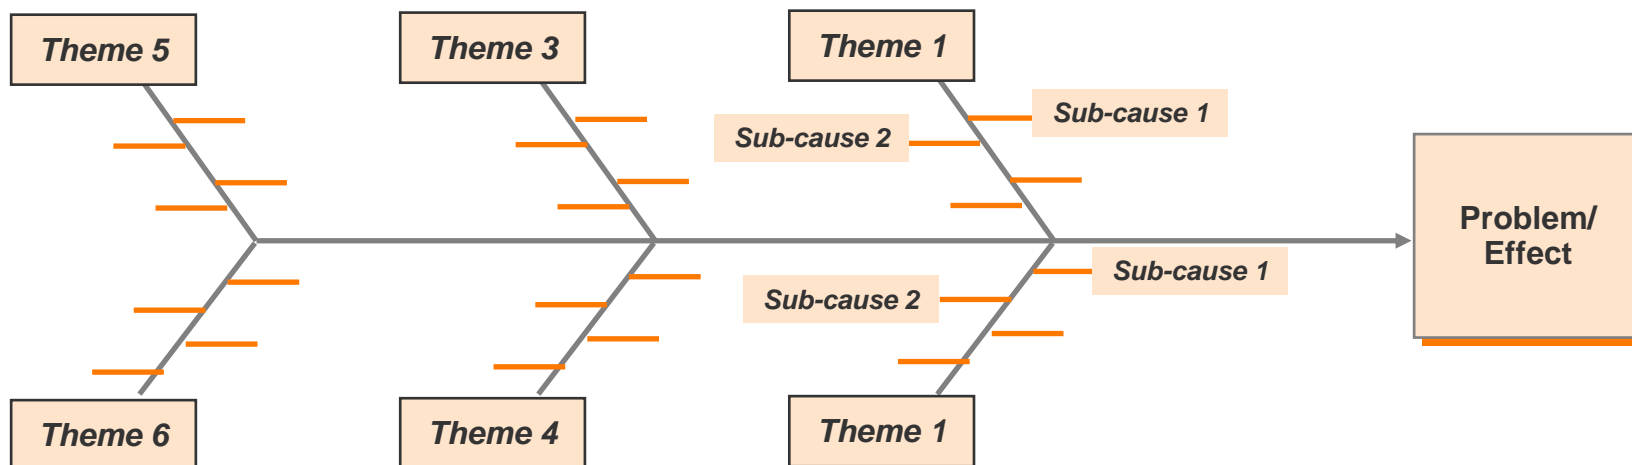 Theme 5
Theme 3
Theme 1
Sub-cause 1
Sub-cause 2
Problem/
Effect
Sub-cause 1
Sub-cause 2
Theme 6
Theme 4
Theme 1